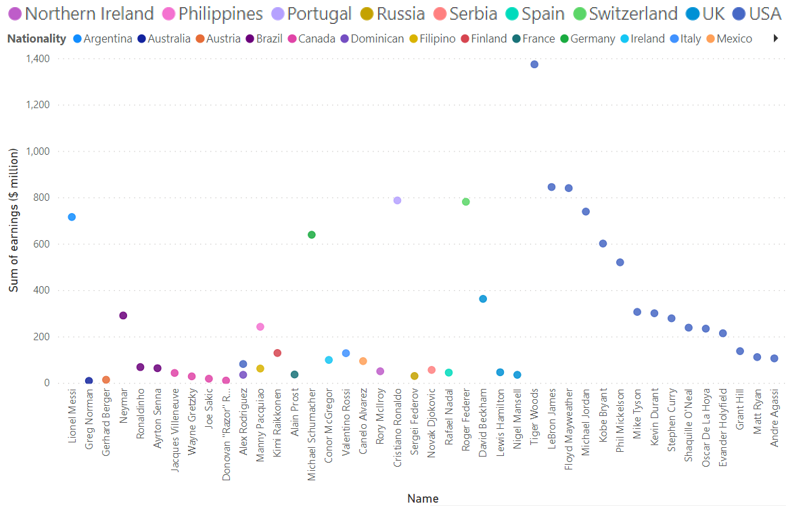 Northern Ireland Philippines Portugal Russia Serbia Spain Switzerland UK USA
Nationality Argentina Australia Austria Brazil Canada Dominican Filipino Finland France Germany Ireland Italy Mexico
1,400
1,200
1,000
800
600
400
200
0
Sum of earnings ($ million)
Lionel Messi
Greg Norman
Gerhard Berger
Neymar
Ronaldinho
Ayrton Senna
Jacques Villeneuve
Wayne Gretzky
Joe Sakic
Donovan "Razor" R...
Alex Rodriguez
Manny Pacquiao
Kimi Raikkonen
Alain Prost
Michael Schumacher
Conor McGregor
Valentino Rossi
Canelo Alvarez
Rory McIlroy
Cristiano Ronaldo
Sergei Federov
Novak Djokovic
Rafael Nadal
Roger Federer
David Beckham
Lewis Hamilton
Nigel Mansell
Tiger Woods
LeBron James
Floyd Mayweather
Michael Jordan
Kobe Bryant
Phil Mickelson
Mike Tyson
Kevin Durant
Stephen Curry
Shaquille O'Neal
Oscar De La Hoya
Evander Holyfield
Grant Hill
Matt Ryan
Andre Agassi
Name